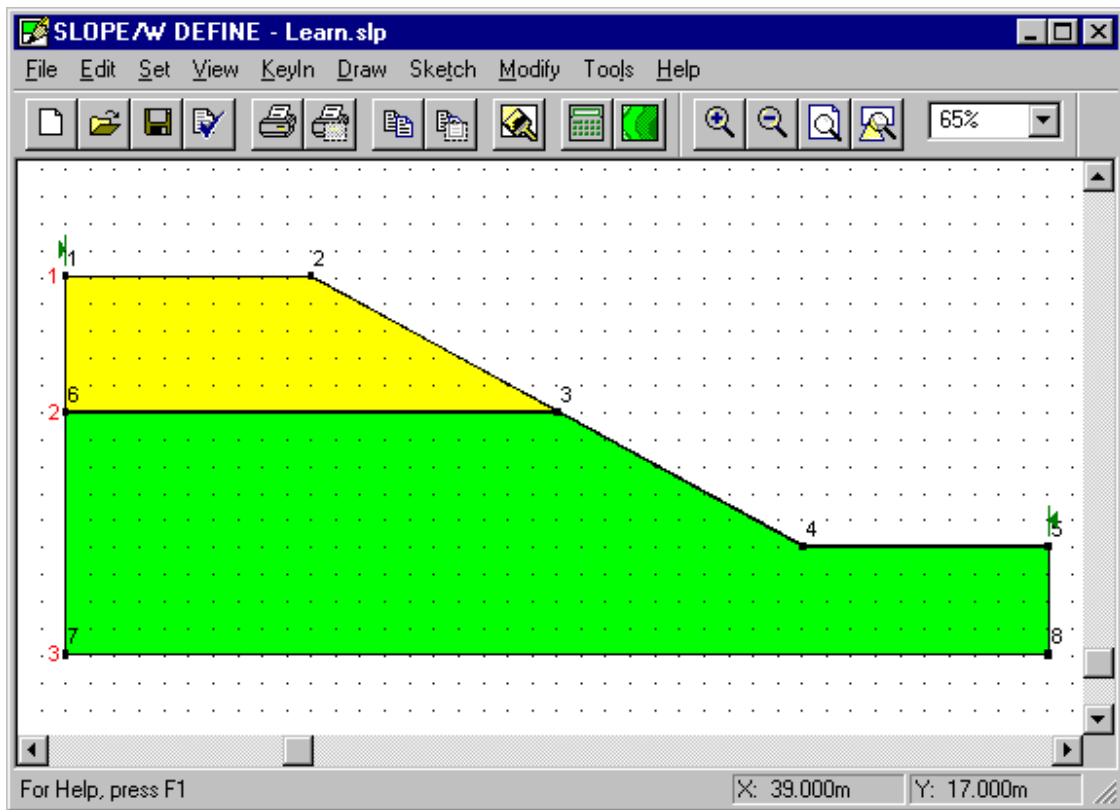 SLOPE/W DEFINE - Learn.slp
File Edit Set View KeyIn Draw Sketch Modify Tools Help
65%
1 2
1
6 3
2
4 5
7 8
3
For Help, press F1 X: 39.000m Y: 17.000m